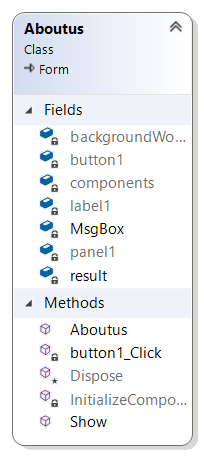 Aboutus
Class
Form
Fields
backgroundWo...
button1
components
label1
MsgBox
panel1
result
Methods
Aboutus
button1_Click
Dispose
InitializeCompo...
Show